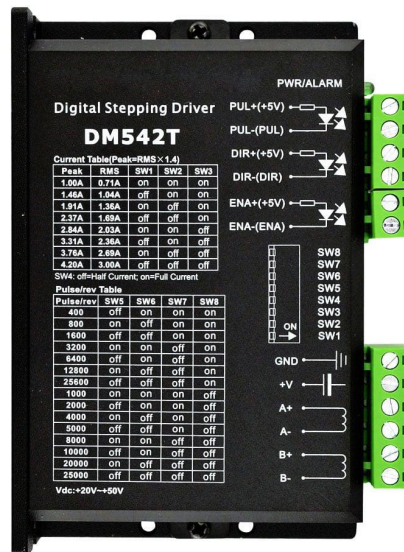 PWR/ALARM
Digital Stepping Driver
DM542T
Current Table(Peak=RMS×1.4)
Peak RMS SW1 SW2 SW3
1.00A 0.71A on on on
1.46A 1.04A off on on
1.91A 1.36A on off on
2.37A 1.69A off off on
2.84A 2.03A on on off
3.31A 2.36A off on off
3.76A 2.69A on off off
4.20A 3.00A off off off
SW4: off=Half Current; on=Full Current
Pulse/rev Table
Pulse/rev SW5 SW6 SW7 SW8
400 off on on on
800 on off on on
1600 off off on on
3200 on on off on
6400 off on off on
12800 on off off on
25600 off off off on
1000 on on on off
2000 off on on off
4000 on off on off
5000 off off on off
8000 on on off off
10000 off on off off
20000 on off off off
25000 off off off off
Vdc:+20V~+50V
PUL+(+5V)
PUL-(PUL)
DIR+(+5V)
DIR-(DIR)
ENA+(+5V)
ENA-(ENA)
SW8
SW7
SW6
SW5
SW4
SW3
SW2
SW1
ON
GND
+V
A+
A-
B+
B-